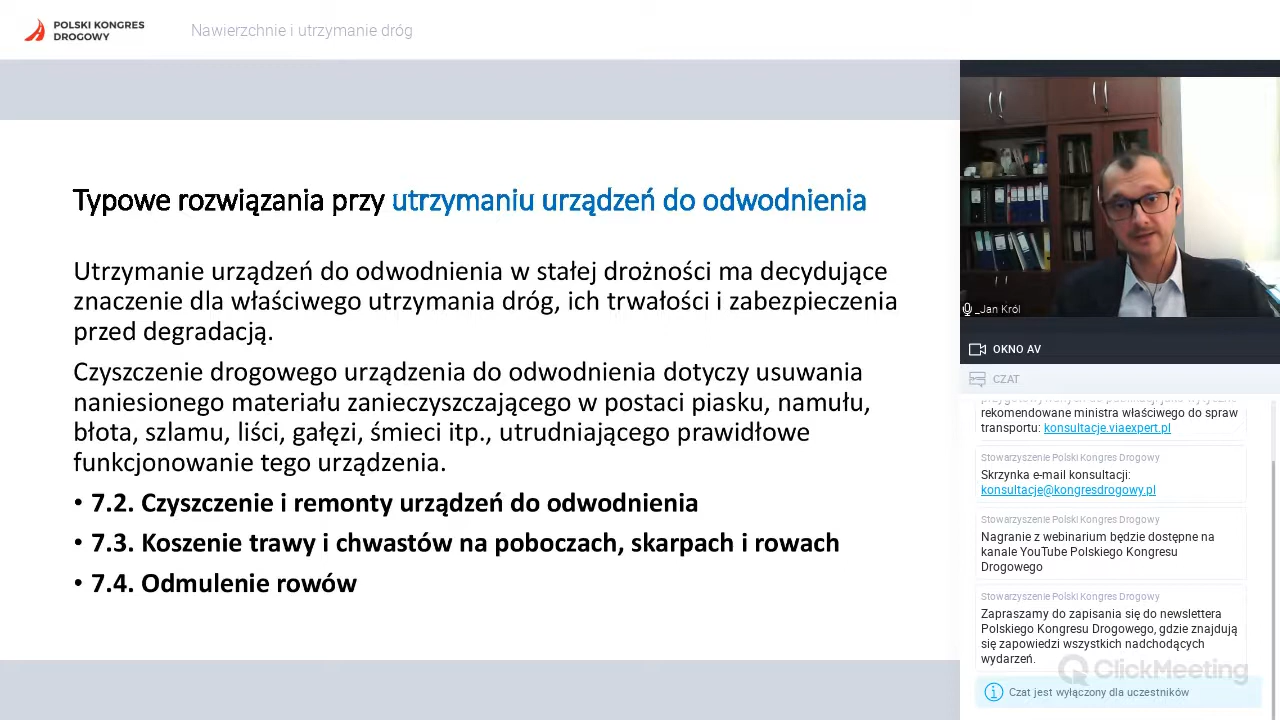 POLSKI KONGRES
DROGOWY
Nawierzchnie i utrzymanie dróg
Typowe rozwiązania przy utrzymaniu urządzeń do odwodnienia
Utrzymanie urządzeń do odwodnienia w stałej drożności ma decydujące
znaczenie dla właściwego utrzymania dróg, ich trwałości i zabezpieczenia
przed degradacją.
Czyszczenie drogowego urządzenia do odwodnienia dotyczy usuwania
naniesionego materiału zanieczyszczającego w postaci piasku, namułu,
błota, szlamu, liści, gałęzi, śmieci itp., utrudniającego prawidłowe
funkcjonowanie tego urządzenia.
• 7.2. Czyszczenie i remonty urządzeń do odwodnienia
• 7.3. Koszenie trawy i chwastów na poboczach, skarpach i rowach
• 7.4. Odmulenie rowów
_Jan Król
OKNO AV
CZAT
rekomendowane ministra właściwego do spraw
transportu: konsultacje.viaexpert.pl
Stowarzyszenie Polski Kongres Drogowy
Skrzynka e-mail konsultacji:
konsultacje@kongresdrogowy.pl
Stowarzyszenie Polski Kongres Drogowy
Nagranie z webinarium będzie dostępne na
kanale YouTube Polskiego Kongresu
Drogowego
Stowarzyszenie Polski Kongres Drogowy
Zapraszamy do zapisania się do newslettera
Polskiego Kongresu Drogowego, gdzie znajdują
się zapowiedzi wszystkich nadchodzących
wydarzeń.
ClickMeeting
Czat jest wyłączony dla uczestników